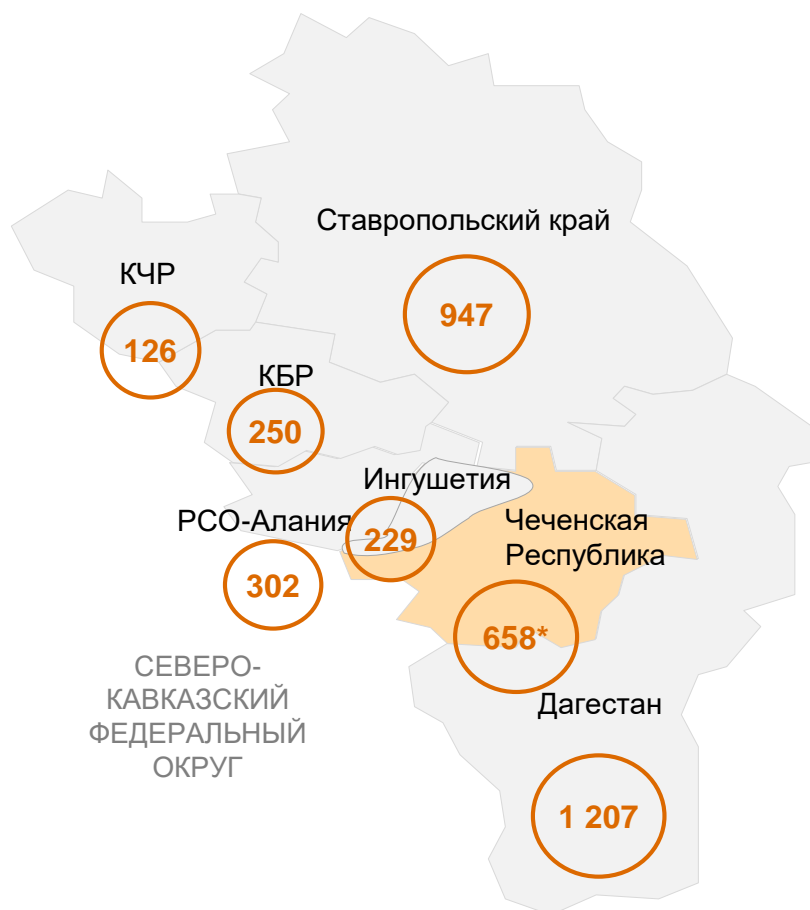 Ставропольский край
947
КЧР
126
КБР
250
Ингушетия
229
РСО-Алания
302
Чеченская
Республика
658*
СЕВЕРО-
КАВКАЗСКИЙ
ФЕДЕРАЛЬНЫЙ
ОКРУГ
Дагестан
1 207